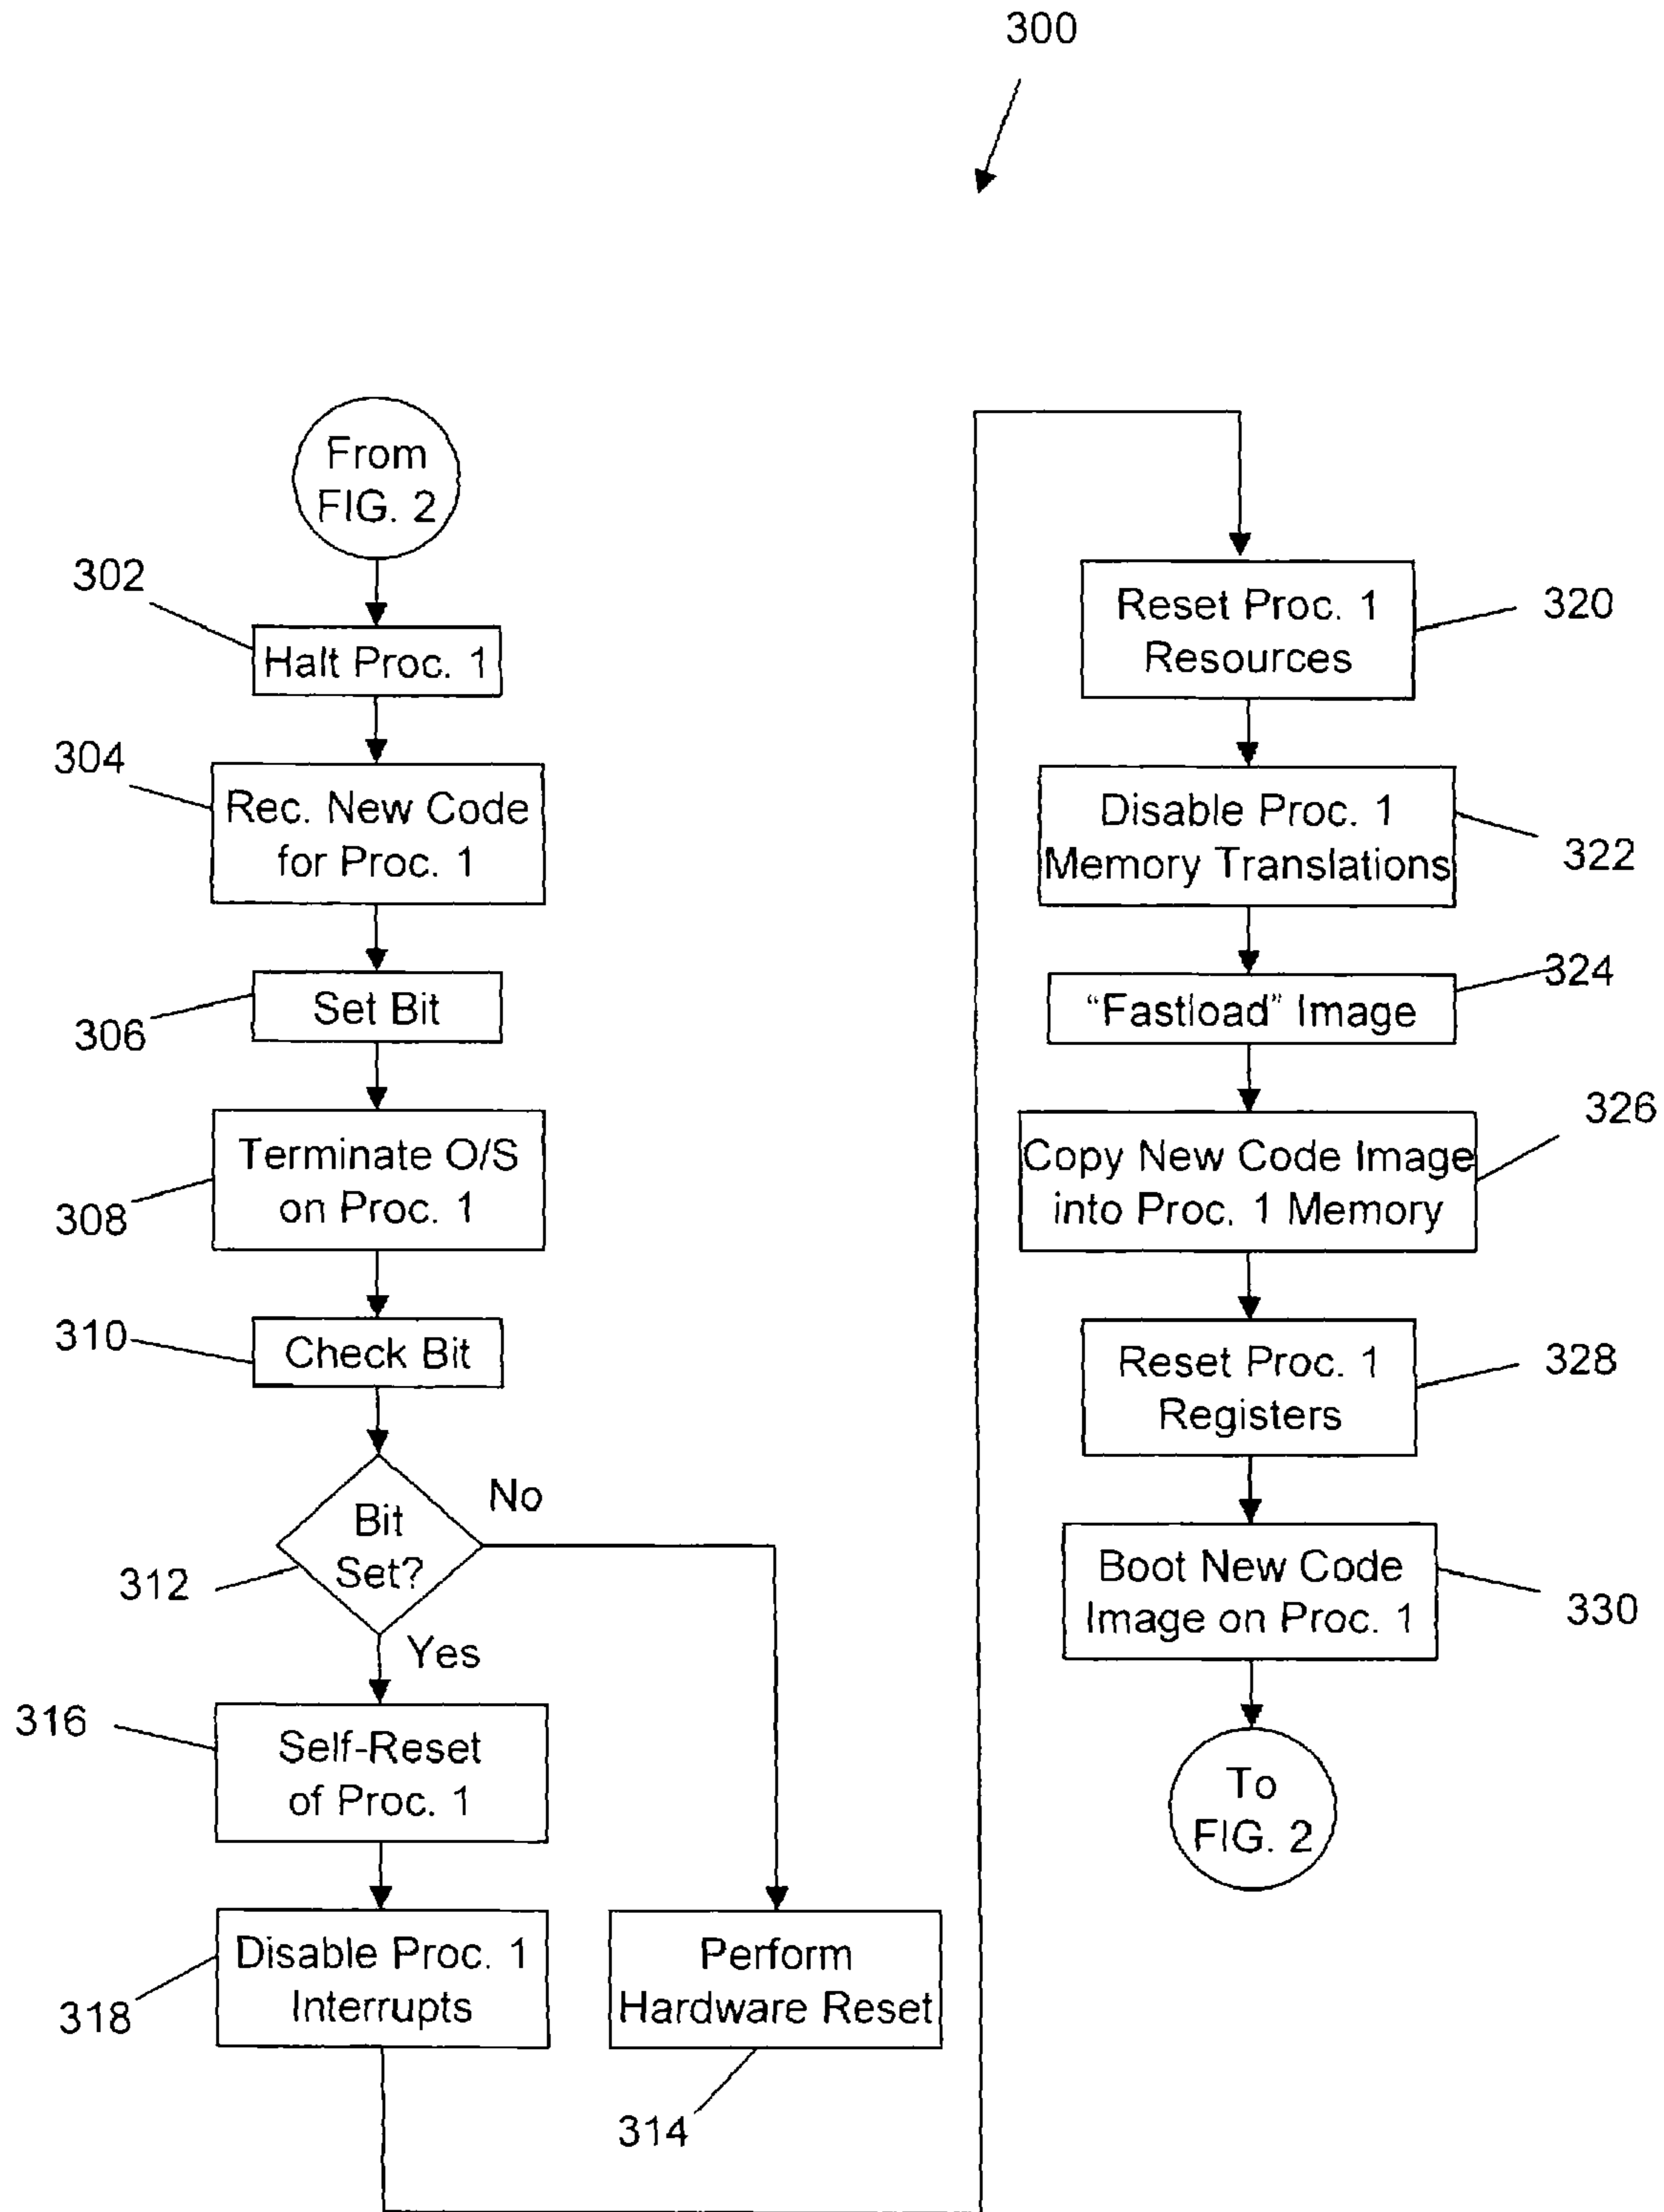 300
From
FIG. 2
302
Halt Proc. 1
304
Rec. New Code
for Proc. 1
306
Set Bit
308
Terminate O/S
on Proc. 1
310
Check Bit
312
Bit
Set?
No
Yes
316
Self-Reset
of Proc. 1
318
Disable Proc. 1
Interrupts
Perform
Hardware Reset
314
Reset Proc. 1
Resources
320
Disable Proc. 1
Memory Translations
322
“Fastload” Image
324
Copy New Code Image
into Proc. 1 Memory
326
Reset Proc. 1
Registers
328
Boot New Code
Image on Proc. 1
330
To
FIG. 2